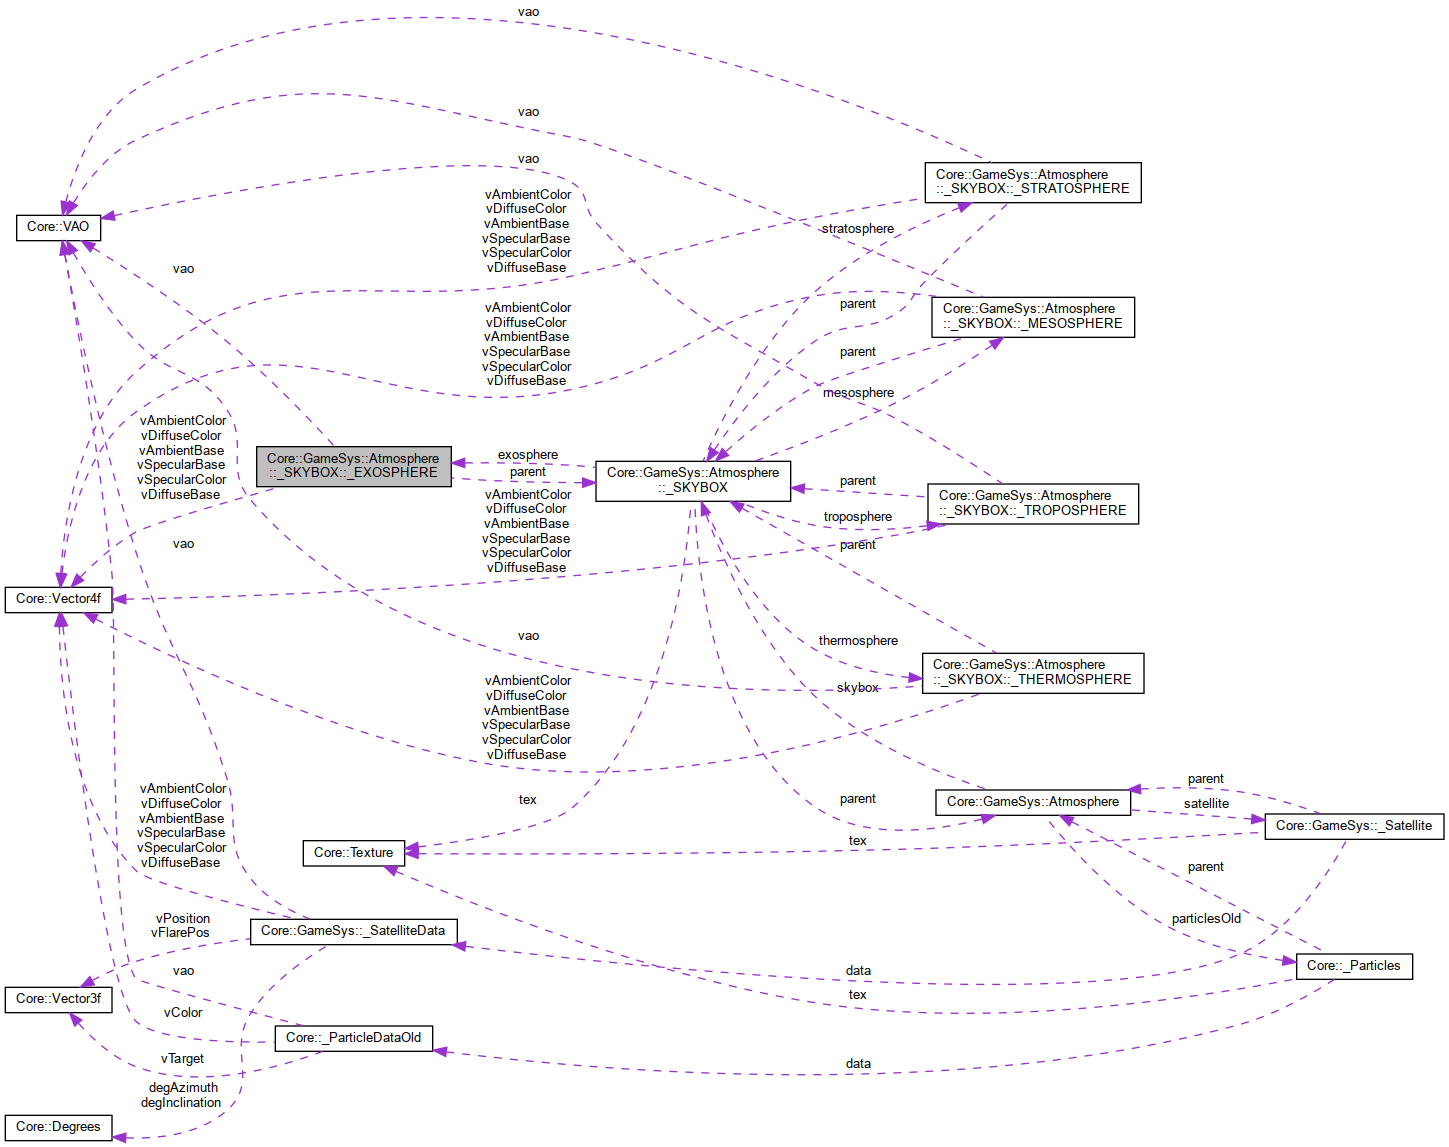 vao
vao
vao
Core::GameSys::Atmosphere
::_SKYBOX::_STRATOSPHERE
vAmbientColor
vDiffuseColor
vAmbientBase
vSpecularBase
vSpecularColor
vDiffuseBase
Core::VAO
stratosphere
vao
parent
Core::GameSys::Atmosphere
::_SKYBOX::_MESOSPHERE
vAmbientColor
vDiffuseColor
vAmbientBase
vSpecularBase
vSpecularColor
vDiffuseBase
parent
mesosphere
vAmbientColor
vDiffuseColor
vAmbientBase
vSpecularBase
vSpecularColor
vDiffuseBase
Core::GameSys::Atmosphere
::_SKYBOX::_EXOSPHERE
exosphere
parent
Core::GameSys::Atmosphere
::_SKYBOX
parent
Core::GameSys::Atmosphere
::_SKYBOX::_TROPOSPHERE
troposphere
vAmbientColor
vDiffuseColor
vAmbientBase
vSpecularBase
vSpecularColor
vDiffuseBase
vao
parent
Core::Vector4f
vao
thermosphere
Core::GameSys::Atmosphere
::_SKYBOX::_THERMOSPHERE
skybox
vAmbientColor
vDiffuseColor
vAmbientBase
vSpecularBase
vSpecularColor
vDiffuseBase
tex
parent
Core::GameSys::Atmosphere
parent
satellite
Core::GameSys::_Satellite
vAmbientColor
vDiffuseColor
vAmbientBase
vSpecularBase
vSpecularColor
vDiffuseBase
Core::Texture
tex
parent
particlesOld
vPosition
vFlarePos
Core::GameSys::_SatelliteData
data
Core::_Particles
vao
tex
Core::Vector3f
vColor
Core::_ParticleDataOld
vTarget
data
degAzimuth
degInclination
Core::Degrees